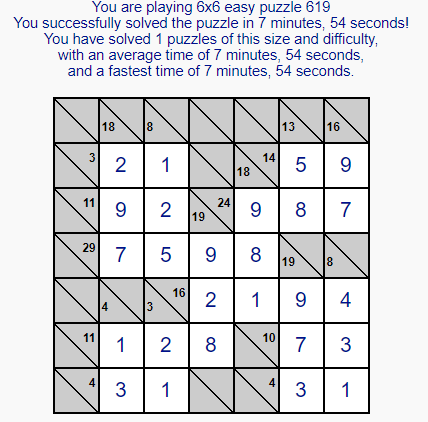 You are playing 6x6 easy puzzle 619
You successfully solved the puzzle in 7 minutes, 54 seconds!
You have solved 1 puzzles of this size and difficulty,
with an average time of 7 minutes, 54 seconds,
and a fastest time of 7 minutes, 54 seconds.
18 8 13 16
3 2 1 18 14 5 9
11 9 2 19 24 9 8 7
29 7 5 9 8 19 8
4 3 16 2 1 9 4
11 1 2 8 10 7 3
4 3 1 4 3 1